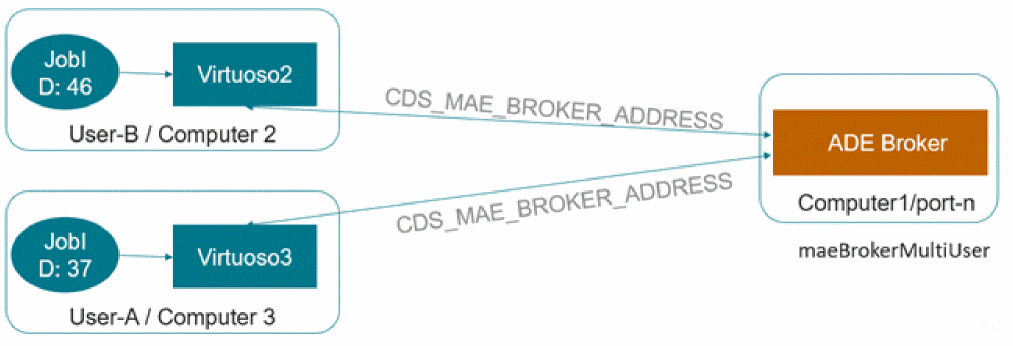 JobI
D: 46
Virtuoso2
User-B / Computer 2
CDS_MAE_BROKER_ADDRESS
ADE Broker
Computer1/port-n
maeBrokerMultiUser
CDS_MAE_BROKER_ADDRESS
JobI
D: 37
Virtuoso3
User-A / Computer 3